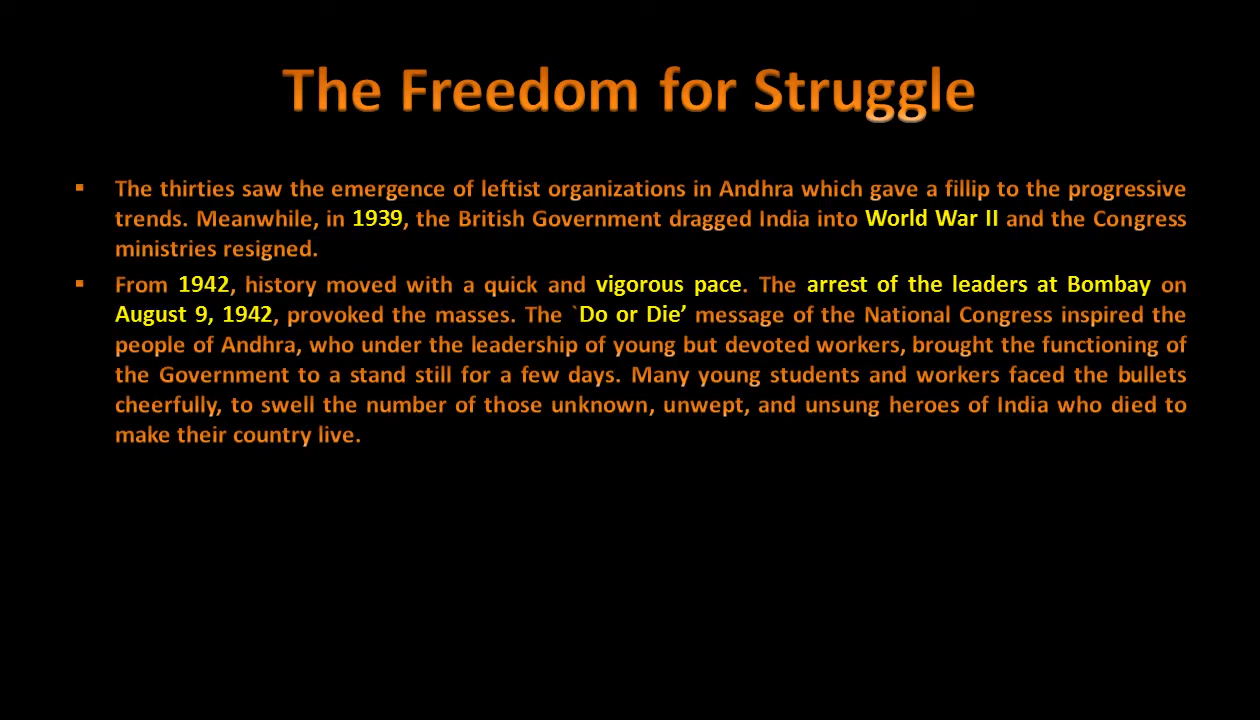 The Freedom for Struggle
▪ The thirties saw the emergence of leftist organizations in Andhra which gave a fillip to the progressive
trends. Meanwhile, in 1939, the British Government dragged India into World War II and the Congress
ministries resigned.
▪ From 1942, history moved with a quick and vigorous pace. The arrest of the leaders at Bombay on
August 9, 1942, provoked the masses. The `Do or Die’ message of the National Congress inspired the
people of Andhra, who under the leadership of young but devoted workers, brought the functioning of
the Government to a stand still for a few days. Many young students and workers faced the bullets
cheerfully, to swell the number of those unknown, unwept, and unsung heroes of India who died to
make their country live.